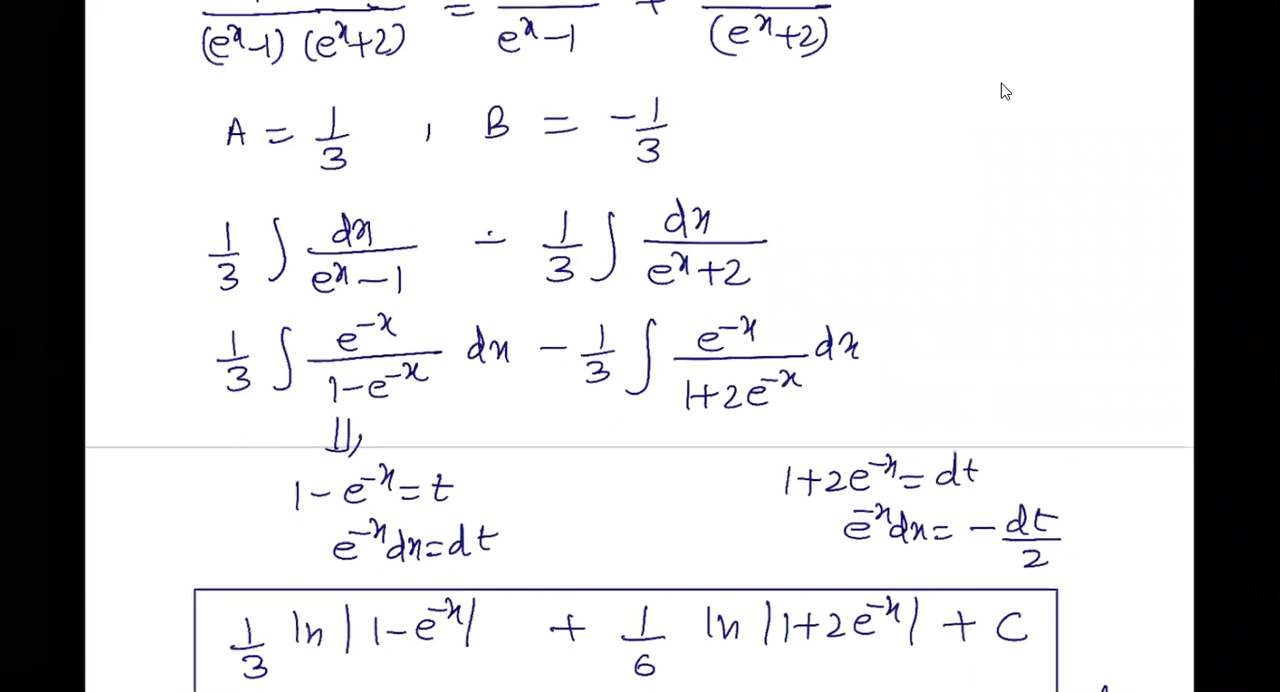 (eˣ-1) (eˣ+2) = eˣ-1 + (eˣ+2)
A = 1/3 , B = -1/3
1/3 ∫ dx/(eˣ-1) - 1/3 ∫ dx/(eˣ+2)
1/3 ∫ e⁻ˣ/(1-e⁻ˣ) dx - 1/3 ∫ e⁻ˣ/(1+2e⁻ˣ) dx
⇓
1-e⁻ˣ=t 1+2e⁻ˣ=dt
e⁻ˣdx=dt e⁻ˣdx= -dt/2
1/3 ln|1-e⁻ˣ| + 1/6 ln|1+2e⁻ˣ| + C